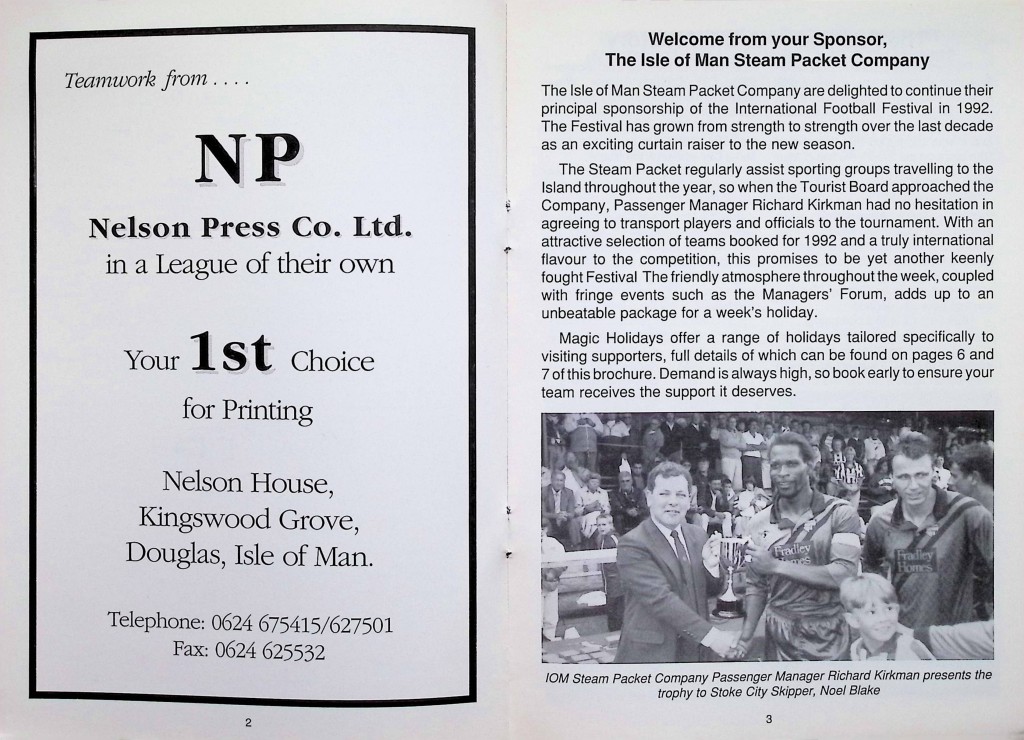 Teamwork from . . . .
NP
Nelson Press Co. Ltd.
in a League of their own
Your 1st Choice
for Printing
Nelson House,
Kingswood Grove,
Douglas, Isle of Man.
Telephone: 0624 675415/627501
Fax: 0624 625532
2
Welcome from your Sponsor,
The Isle of Man Steam Packet Company
The Isle of Man Steam Packet Company are delighted to continue their
principal sponsorship of the International Football Festival in 1992.
The Festival has grown from strength to strength over the last decade
as an exciting curtain raiser to the new season.
The Steam Packet regularly assist sporting groups travelling to the
Island throughout the year, so when the Tourist Board approached the
Company, Passenger Manager Richard Kirkman had no hesitation in
agreeing to transport players and officials to the tournament. With an
attractive selection of teams booked for 1992 and a truly international
flavour to the competition, this promises to be yet another keenly
fought Festival The friendly atmosphere throughout the week, coupled
with fringe events such as the Managers' Forum, adds up to an
unbeatable package for a week's holiday.
Magic Holidays offer a range of holidays tailored specifically to
visiting supporters, full details of which can be found on pages 6 and
7 of this brochure. Demand is always high, so book early to ensure your
team receives the support it deserves.
Fradley
Homes
Fradley
Homes
IOM Steam Packet Company Passenger Manager Richard Kirkman presents the
trophy to Stoke City Skipper, Noel Blake
3